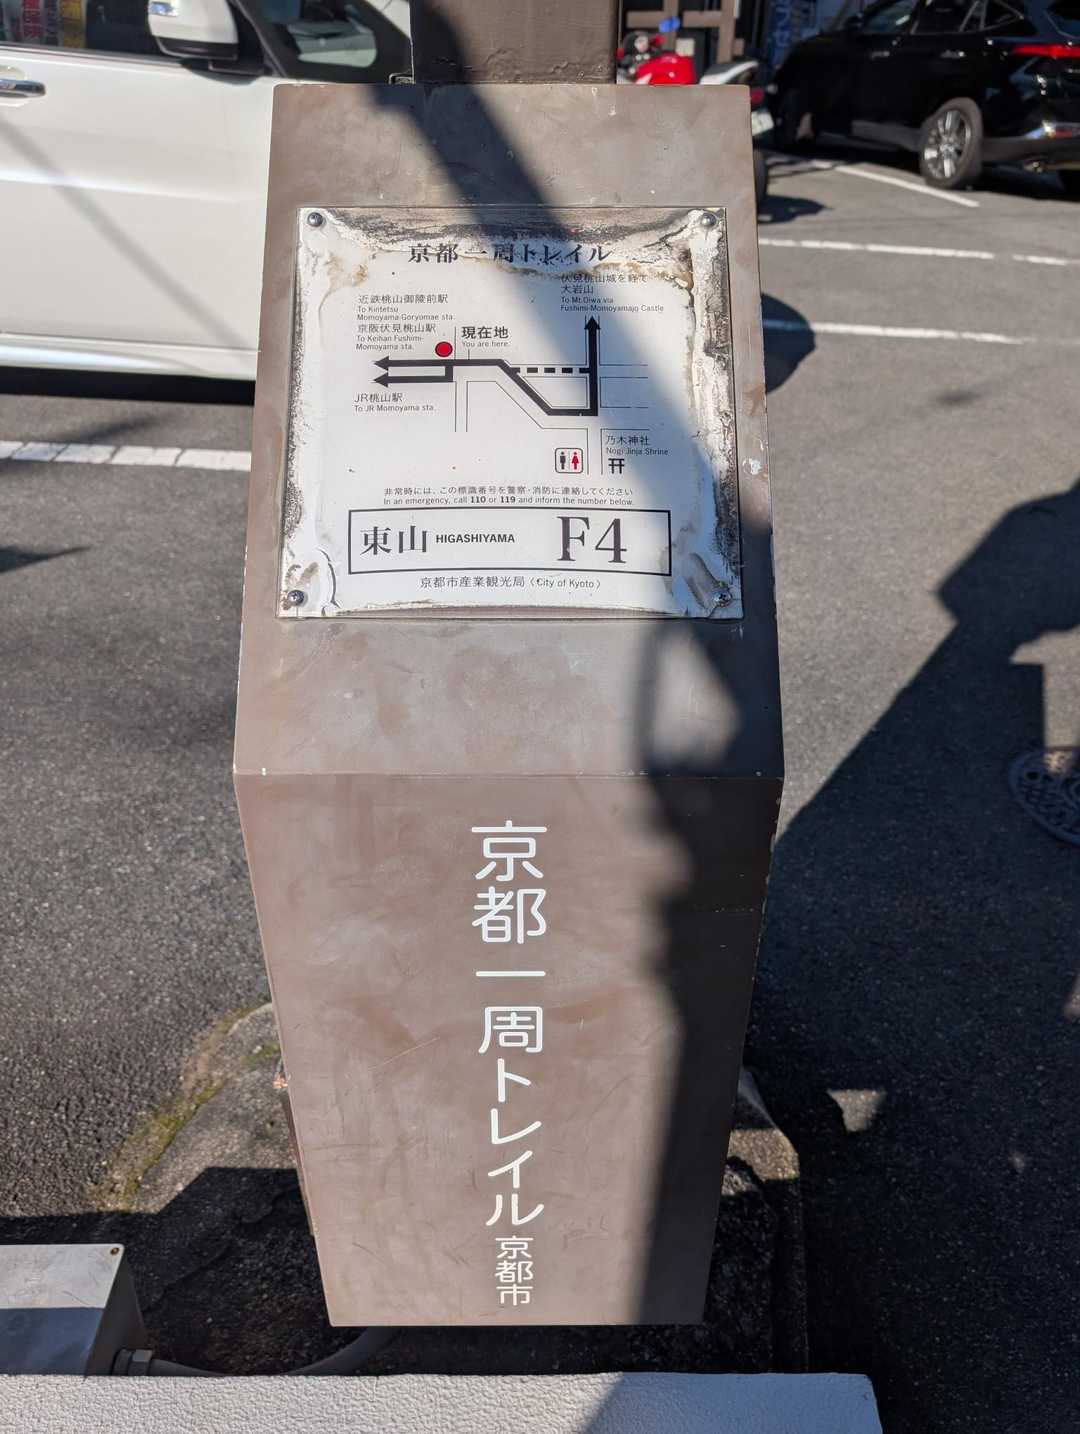 京都一周トレイル
近鉄桃山御陵前駅
To Kintetsu
Momoyama-Goryomae sta.
京阪伏見桃山駅
To Keihan Fushimi-
Momoyama sta.
現在地
You are here.
伏見桃山城を経て
大岩山
To Mt.Oiwa via
Fushimi-Momoyamajo Castle
JR桃山駅
To JR Momoyama sta.
乃木神社
Nogi Jinja Shrine
非常時には、この標識番号を警察・消防に連絡してください
In an emergency, call 110 or 119 and inform the number below.
東山 HIGASHIYAMA F4
京都市産業観光局（City of Kyoto）
京都一周トレイル 京都市